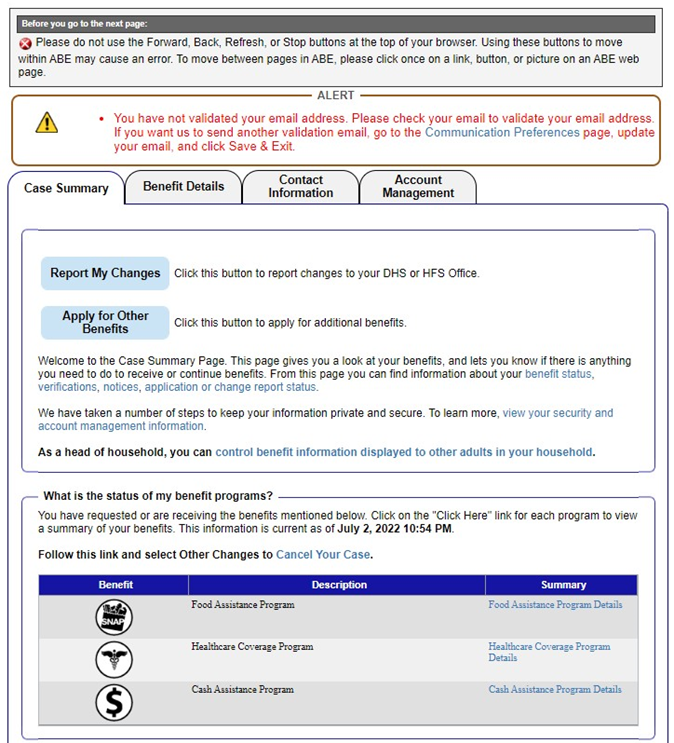 Before you go to the next page:
Please do not use the Forward, Back, Refresh, or Stop buttons at the top of your browser. Using these buttons to move
within ABE may cause an error. To move between pages in ABE, please click once on a link, button, or picture on an ABE web
page.
ALERT
• You have not validated your email address. Please check your email to validate your email address.
If you want us to send another validation email, go to the Communication Preferences page, update
your email, and click Save & Exit.
Case Summary
Benefit Details
Contact
Information
Account
Management
Report My Changes Click this button to report changes to your DHS or HFS Office.
Apply for Other
Benefits
Click this button to apply for additional benefits.
Welcome to the Case Summary Page. This page gives you a look at your benefits, and lets you know if there is anything
you need to do to receive or continue benefits. From this page you can find information about your benefit status,
verifications, notices, application or change report status.
We have taken a number of steps to keep your information private and secure. To learn more, view your security and
account management information.
As a head of household, you can control benefit information displayed to other adults in your household.
What is the status of my benefit programs?
You have requested or are receiving the benefits mentioned below. Click on the "Click Here" link for each program to view
a summary of your benefits. This information is current as of July 2, 2022 10:54 PM.
Follow this link and select Other Changes to Cancel Your Case.
Benefit Description Summary
SNAP Food Assistance Program Food Assistance Program Details
Healthcare Coverage Program Healthcare Coverage Program
Details
$ Cash Assistance Program Cash Assistance Program Details